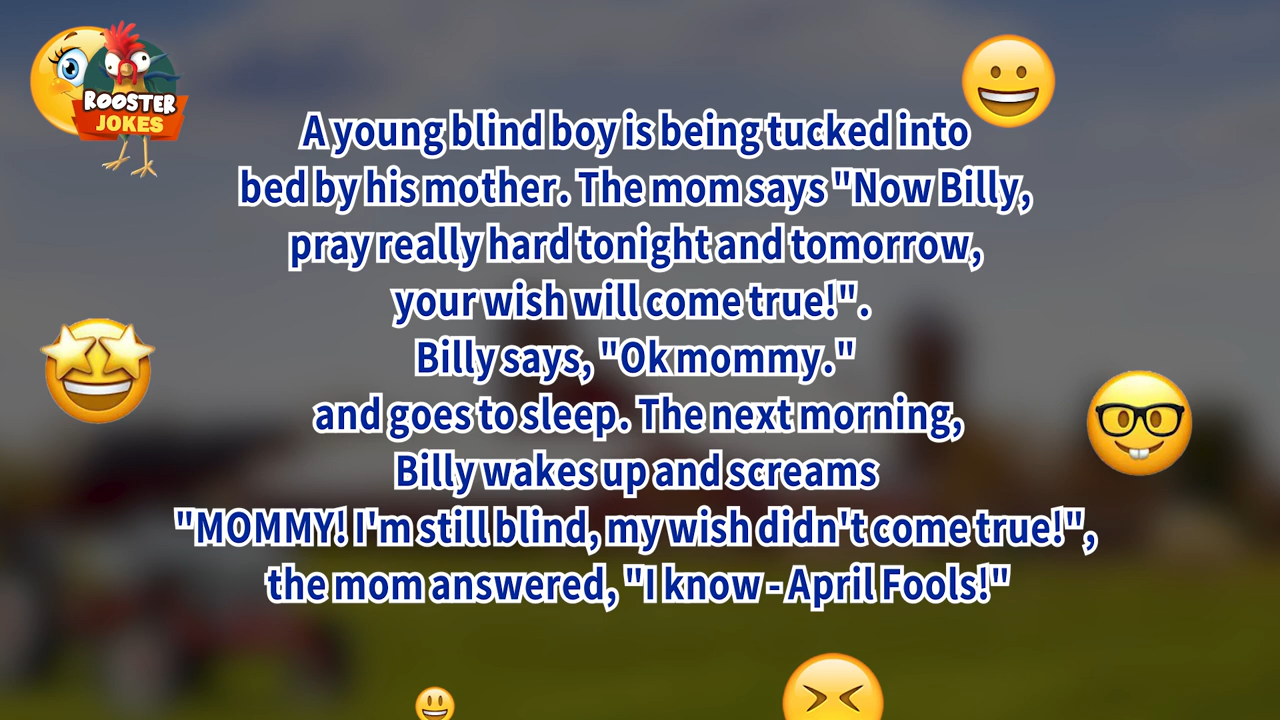 ROOSTER
JOKES
A young blind boy is being tucked into
bed by his mother. The mom says "Now Billy,
pray really hard tonight and tomorrow,
your wish will come true!".
Billy says, "Ok mommy."
and goes to sleep. The next morning,
Billy wakes up and screams
"MOMMY! I'm still blind, my wish didn't come true!",
the mom answered, "I know - April Fools!"